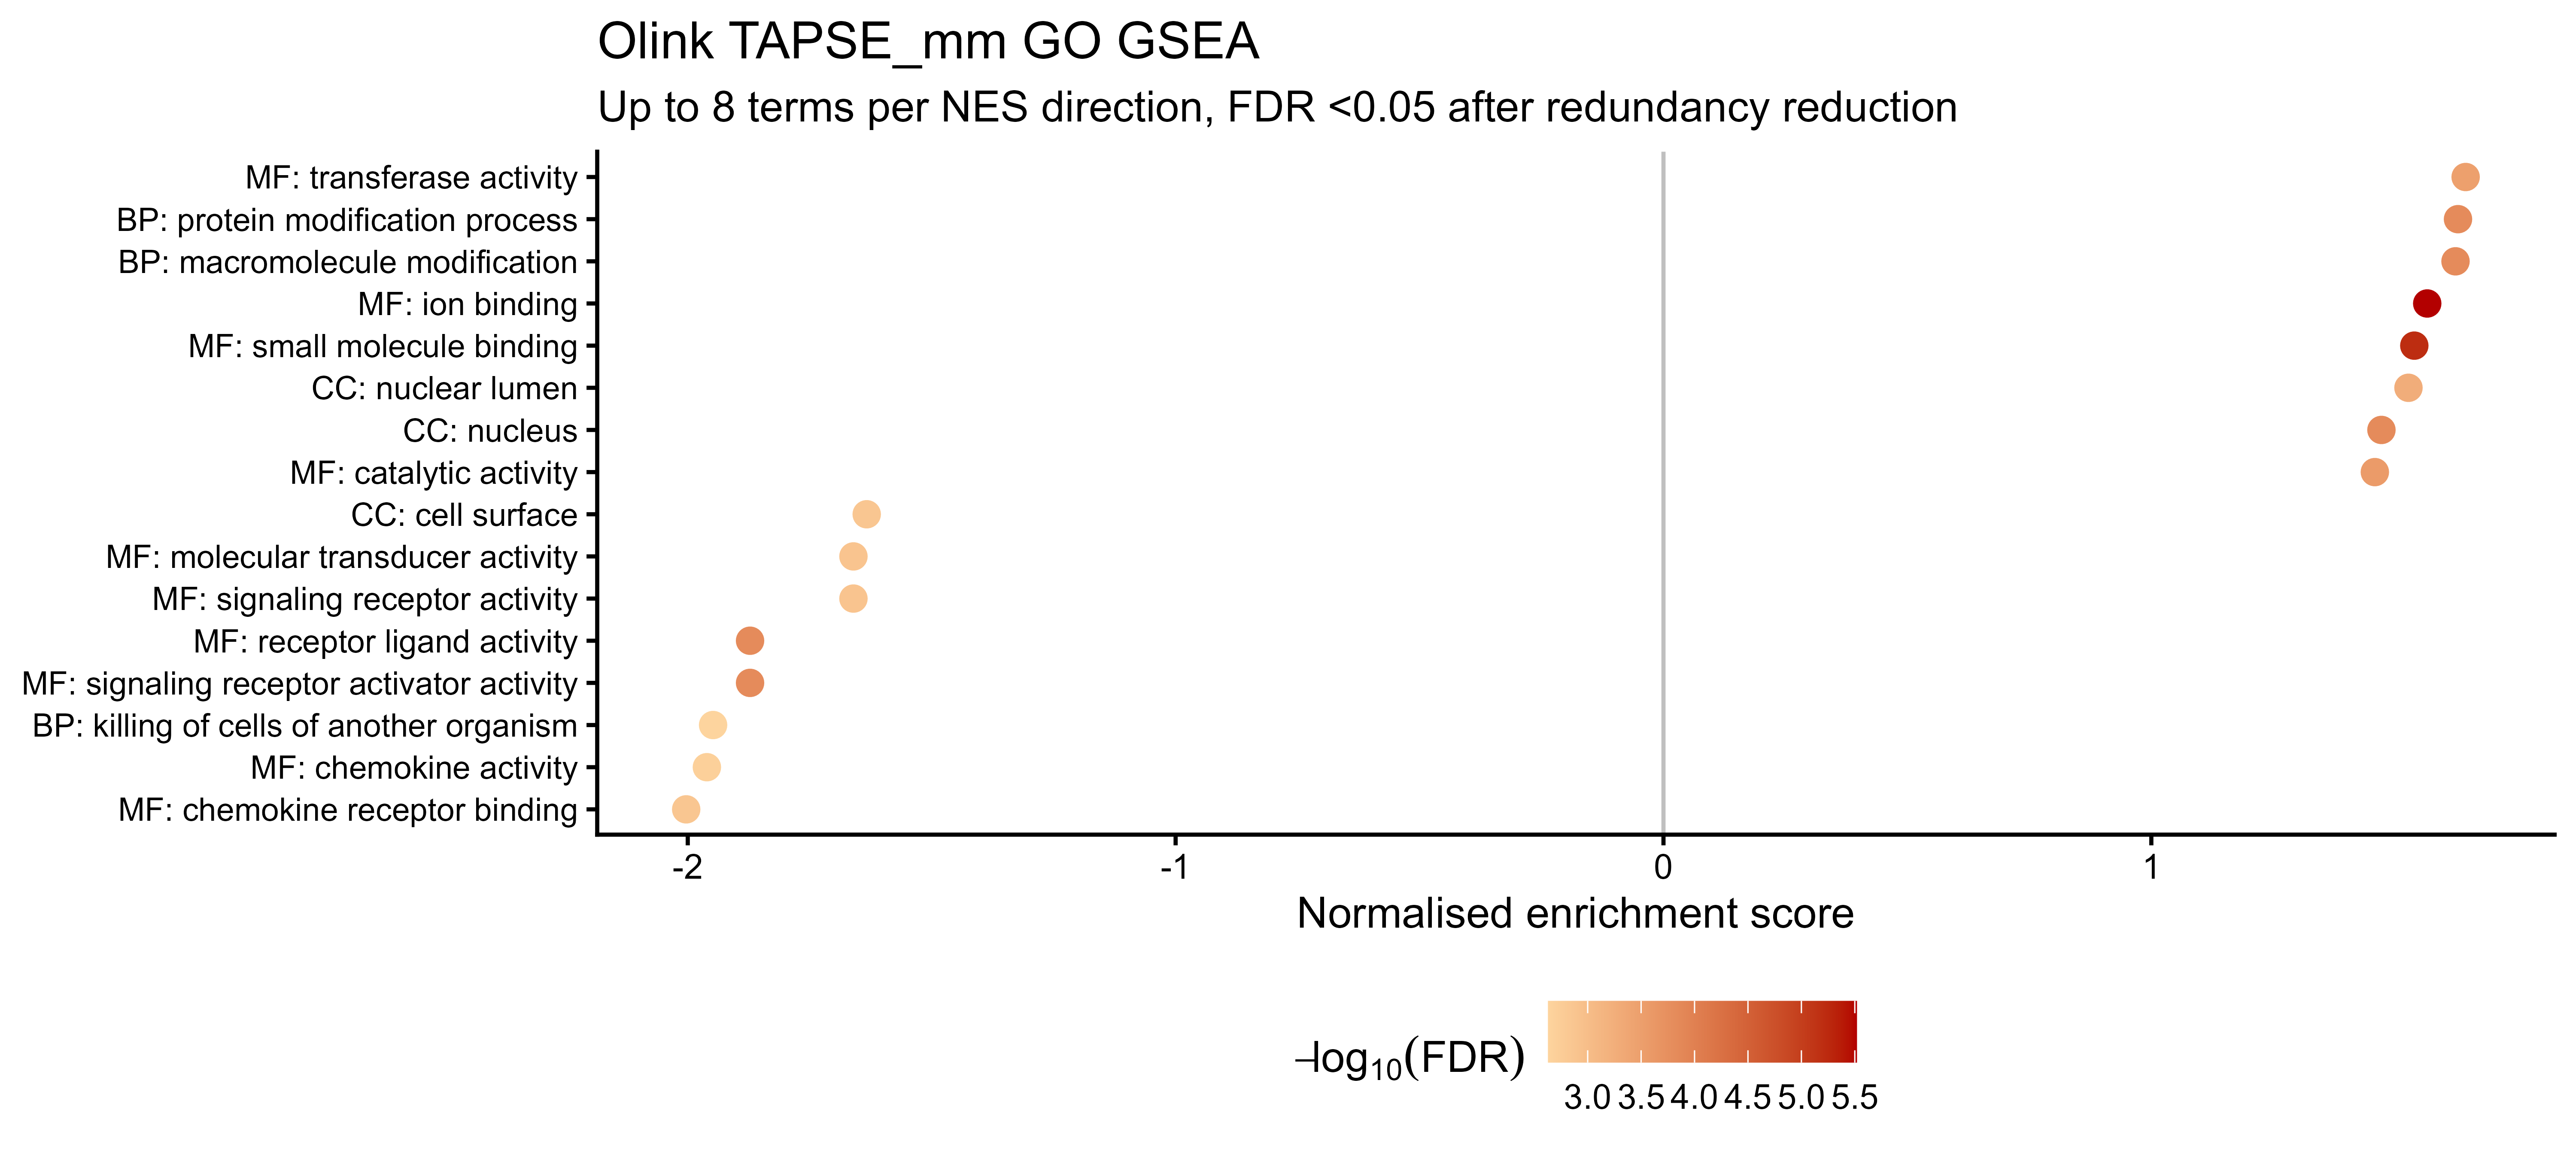 Olink TAPSE_mm GO GSEA
Up to 8 terms per NES direction, FDR <0.05 after redundancy reduction
MF: transferase activity
BP: protein modification process
BP: macromolecule modification
MF: ion binding
MF: small molecule binding
CC: nuclear lumen
CC: nucleus
MF: catalytic activity
CC: cell surface
MF: molecular transducer activity
MF: signaling receptor activity
MF: receptor ligand activity
MF: signaling receptor activator activity
BP: killing of cells of another organism
MF: chemokine activity
MF: chemokine receptor binding
-2 -1 0 1
Normalised enrichment score
−log₁₀(FDR)
3.0 3.5 4.0 4.5 5.0 5.5